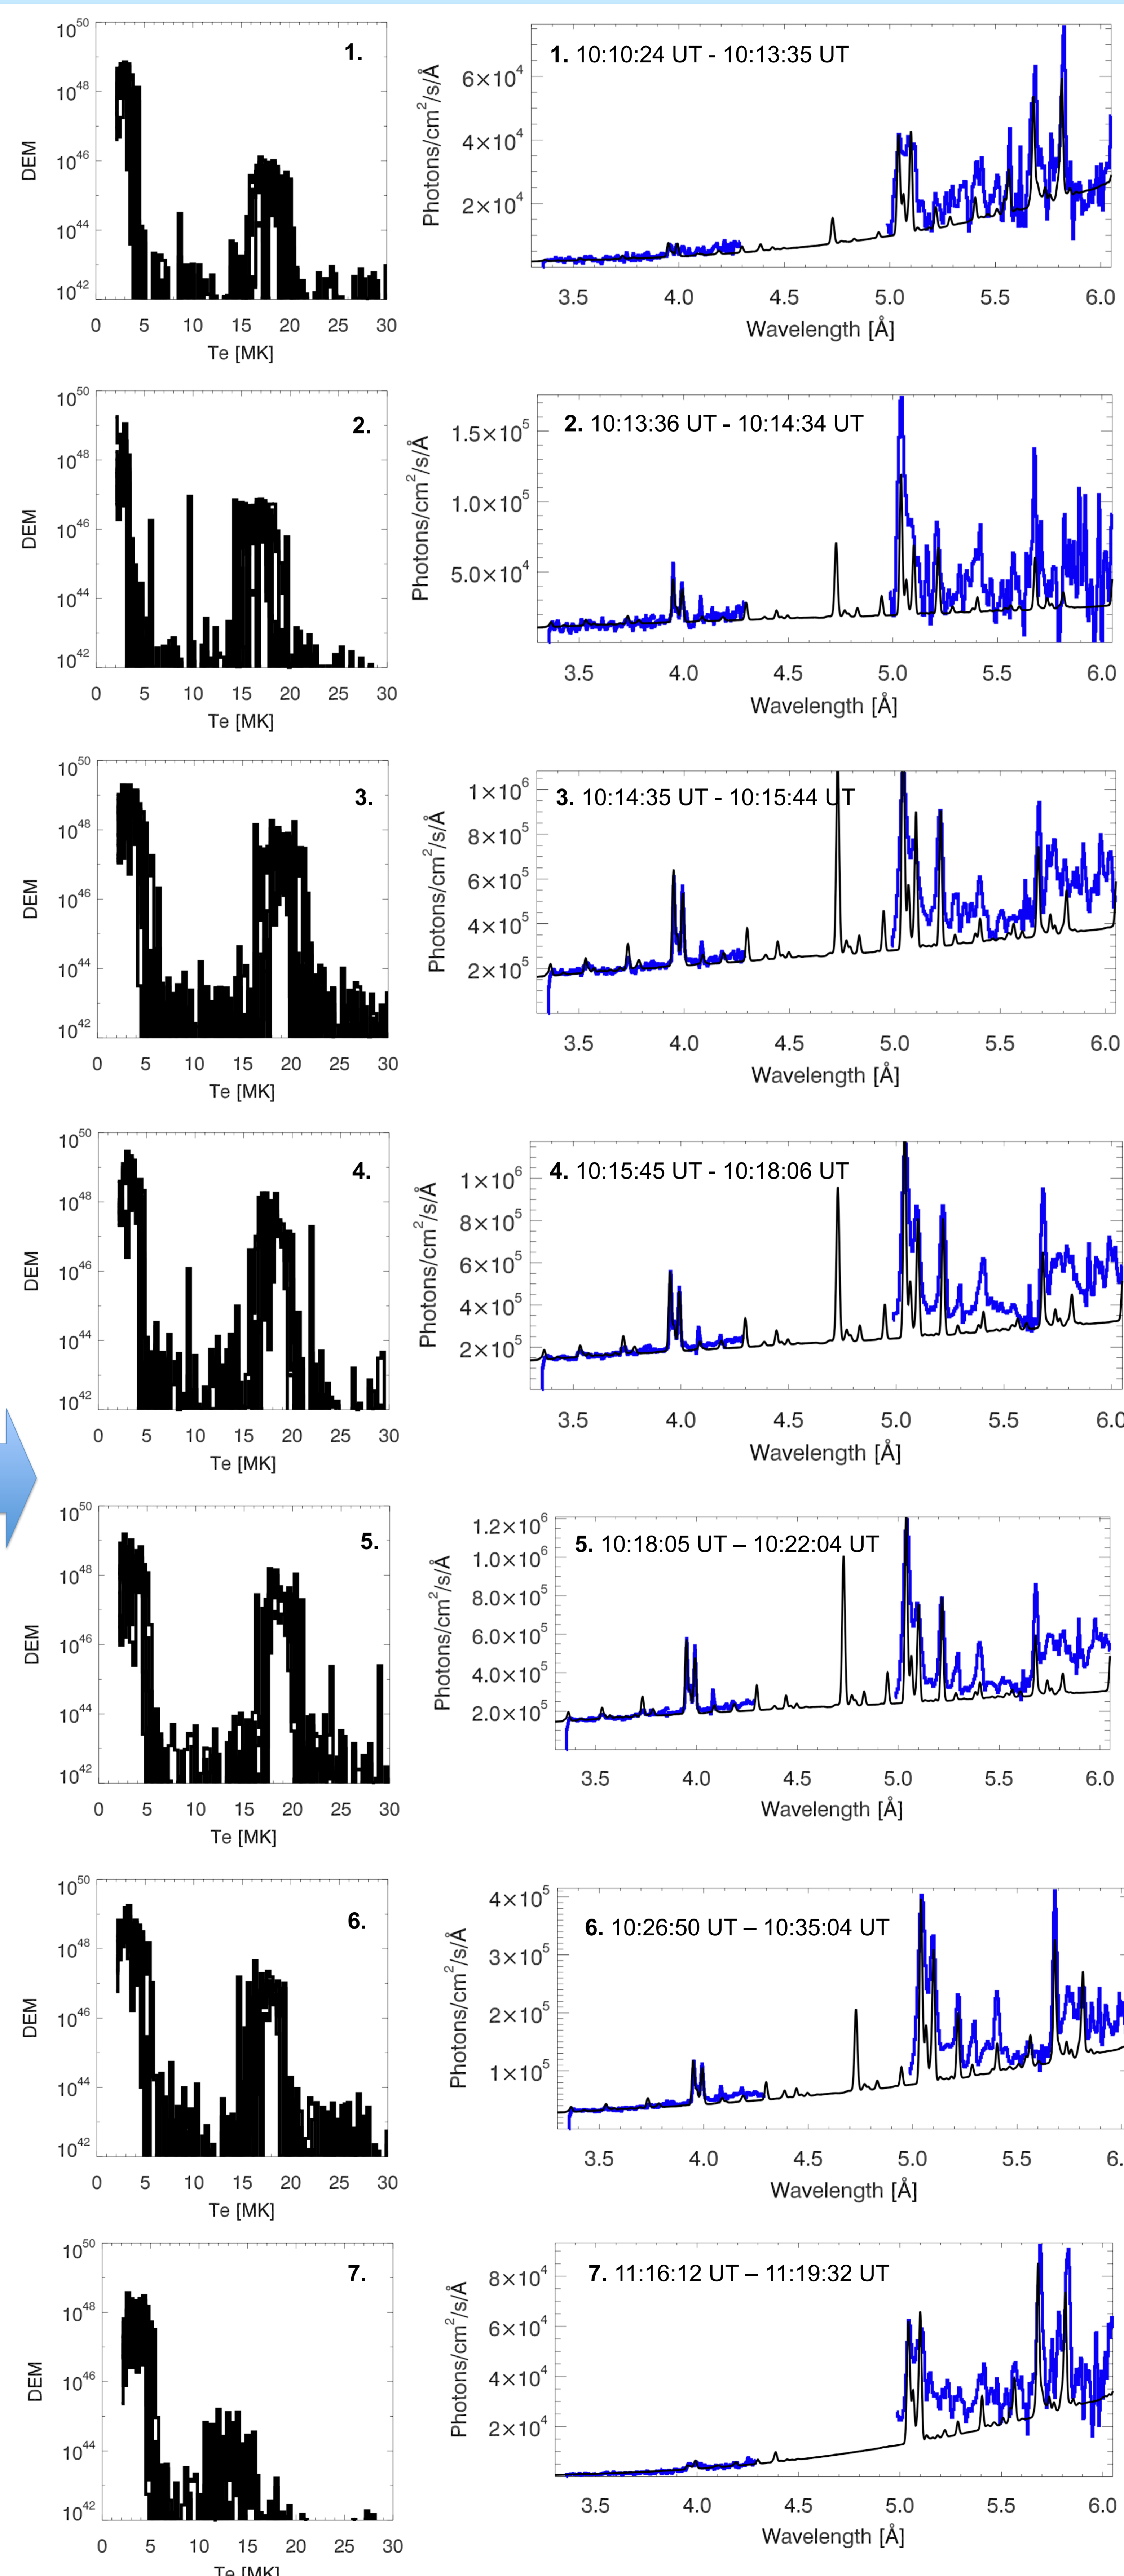 10^50
10^48
10^46
10^44
10^42
DEM
1.
0 5 10 15 20 25 30
Te [MK]
1. 10:10:24 UT - 10:13:35 UT
6×10^4
4×10^4
2×10^4
Photons/cm^2/s/Å
3.5 4.0 4.5 5.0 5.5 6.0
Wavelength [Å]
10^50
10^48
10^46
10^44
10^42
DEM
2.
0 5 10 15 20 25 30
Te [MK]
2. 10:13:36 UT - 10:14:34 UT
1.5×10^5
1.0×10^5
5.0×10^4
Photons/cm^2/s/Å
3.5 4.0 4.5 5.0 5.5 6.0
Wavelength [Å]
10^50
10^48
10^46
10^44
10^42
DEM
3.
0 5 10 15 20 25 30
Te [MK]
3. 10:14:35 UT - 10:15:44 UT
1×10^6
8×10^5
6×10^5
4×10^5
2×10^5
Photons/cm^2/s/Å
3.5 4.0 4.5 5.0 5.5 6.0
Wavelength [Å]
10^50
10^48
10^46
10^44
10^42
DEM
4.
0 5 10 15 20 25 30
Te [MK]
4. 10:15:45 UT - 10:18:06 UT
1×10^6
8×10^5
6×10^5
4×10^5
2×10^5
Photons/cm^2/s/Å
3.5 4.0 4.5 5.0 5.5 6.0
Wavelength [Å]
10^50
10^48
10^46
10^44
10^42
DEM
5.
0 5 10 15 20 25 30
Te [MK]
5. 10:18:05 UT – 10:22:04 UT
1.2×10^6
1.0×10^6
8.0×10^5
6.0×10^5
4.0×10^5
2.0×10^5
Photons/cm^2/s/Å
3.5 4.0 4.5 5.0 5.5 6.0
Wavelength [Å]
10^50
10^48
10^46
10^44
10^42
DEM
6.
0 5 10 15 20 25 30
Te [MK]
6. 10:26:50 UT – 10:35:04 UT
4×10^5
3×10^5
2×10^5
1×10^5
Photons/cm^2/s/Å
3.5 4.0 4.5 5.0 5.5 6.
Wavelength [Å]
10^50
10^48
10^46
10^44
10^42
DEM
7.
0 5 10 15 20 25 30
Te [MK]
7. 11:16:12 UT – 11:19:32 UT
8×10^4
6×10^4
4×10^4
2×10^4
Photons/cm^2/s/Å
3.5 4.0 4.5 5.0 5.5 6.0
Wavelength [Å]